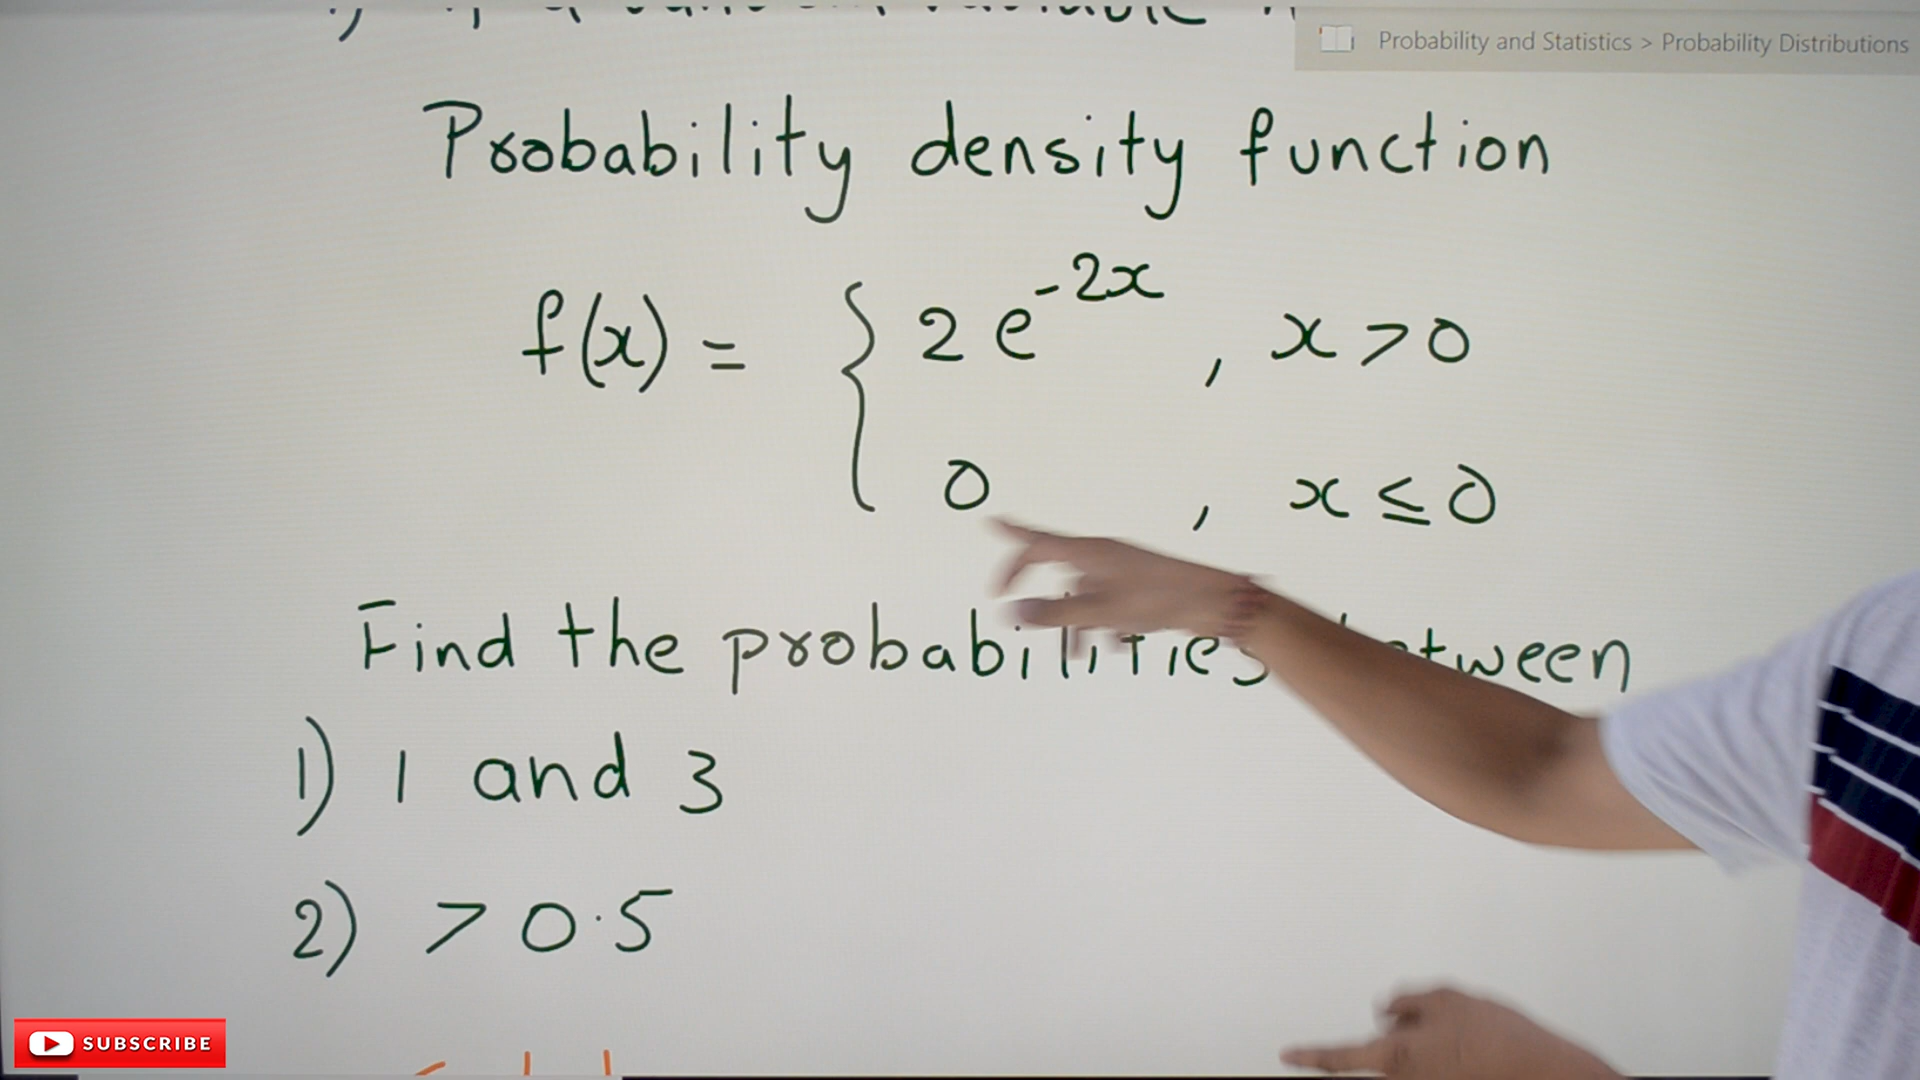 Probability and Statistics > Probability Distributions
Probability density function
f(x) = { 2e^{-2x} , x > 0
0 , x ≤ 0
Find the probabilities between
1) 1 and 3
2) > 0.5
SUBSCRIBE